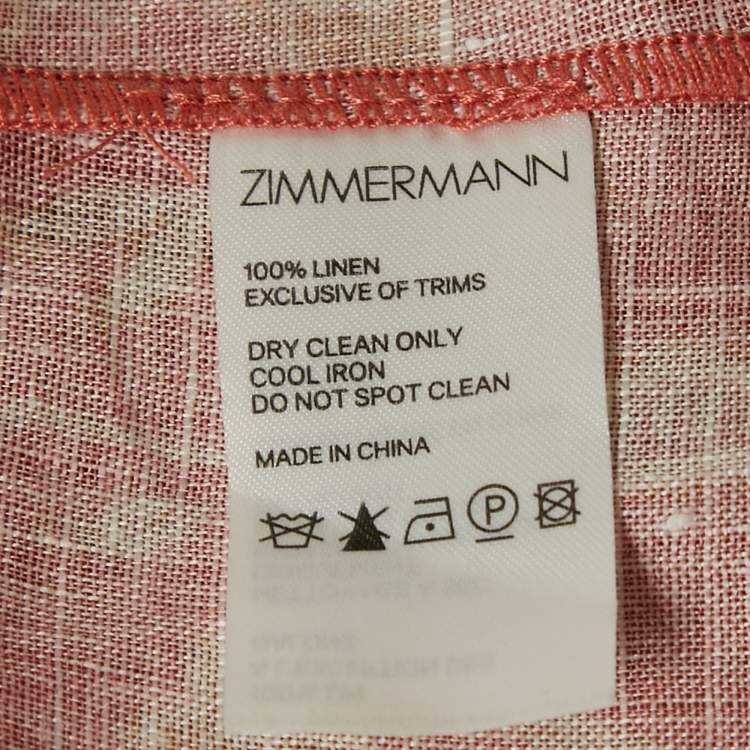 ZIMMERMANN
100% LINEN
EXCLUSIVE OF TRIMS
DRY CLEAN ONLY
COOL IRON
DO NOT SPOT CLEAN
MADE IN CHINA
P